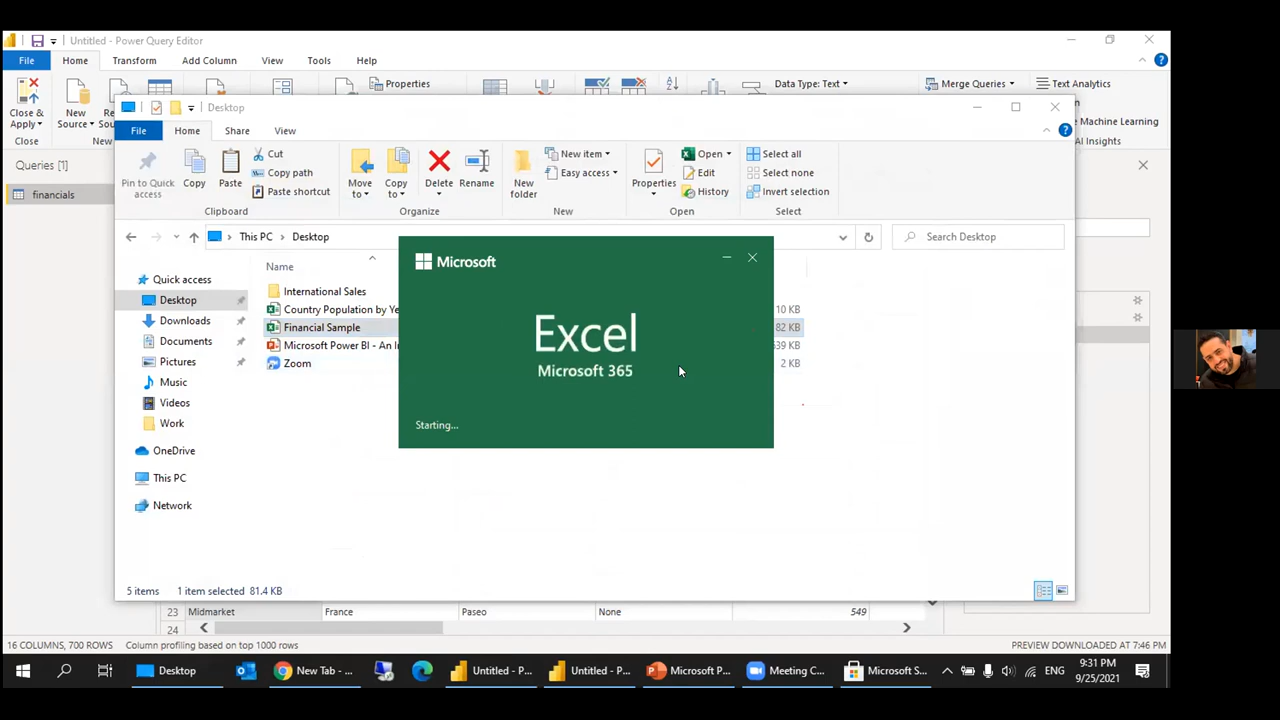 Untitled - Power Query Editor
File Home Transform Add Column View Tools Help
Properties Data Type: Text Merge Queries Text Analytics
Close &
Apply
New
Source
Machine Learning
Close AI Insights
Queries [1]
financials
Desktop
File Home Share View
Pin to Quick
access
Copy
Paste
Cut
Copy path
Paste shortcut
Move
to
Copy
to
Delete
Rename
New
folder
New item
Easy access
Properties
Open
Edit
History
Select all
Select none
Invert selection
Clipboard Organize New Open Select
This PC > Desktop
Search Desktop
Name
Quick access
Desktop
Downloads
Documents
Pictures
Music
Videos
Work
OneDrive
This PC
Network
International Sales
Country Population by Ye
Financial Sample
Microsoft Power BI - An In
Zoom
10 KB
82 KB
639 KB
2 KB
Microsoft
Excel
Microsoft 365
Starting...
5 items 1 item selected 81.4 KB
23 Midmarket France Paseo None 549
24
16 COLUMNS, 700 ROWS Column profiling based on top 1000 rows PREVIEW DOWNLOADED AT 7:46 PM
Desktop New Tab - ... Untitled - P... Untitled - P... Microsoft P... Meeting C... Microsoft S... ENG 9:31 PM
9/25/2021